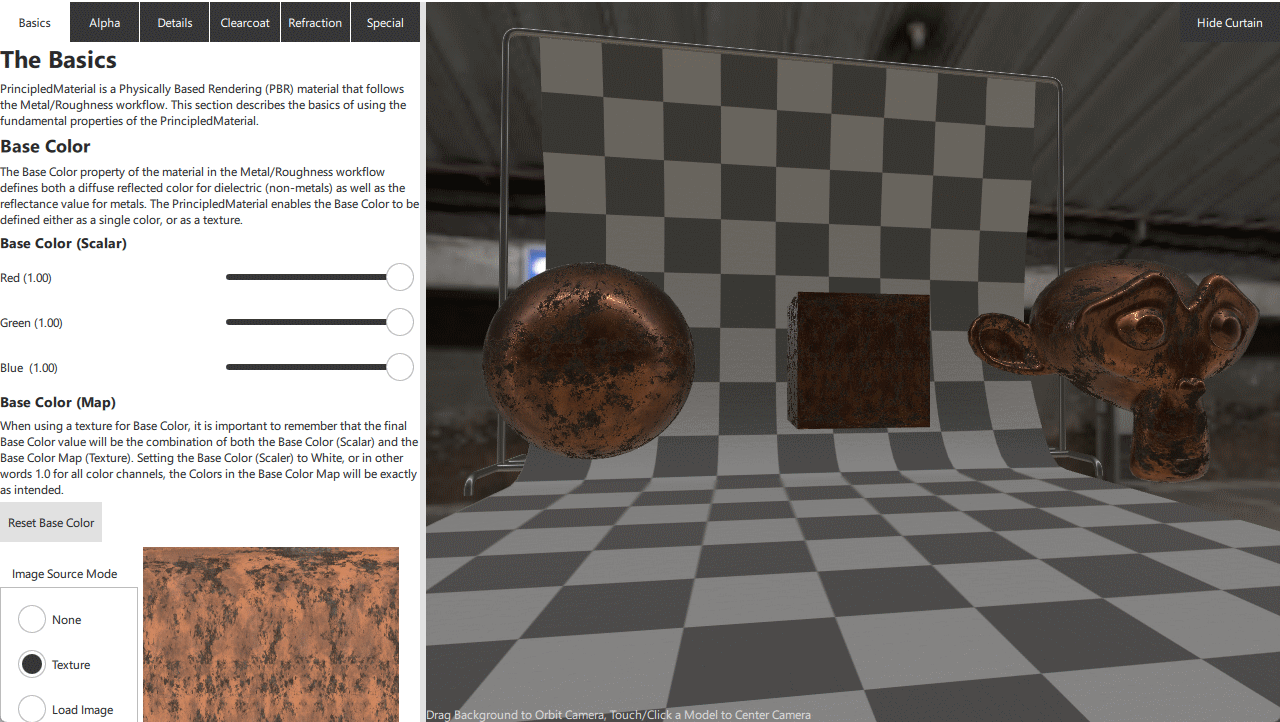 Basics
Alpha
Details
Clearcoat
Refraction
Special
Hide Curtain
The Basics
PrincipledMaterial is a Physically Based Rendering (PBR) material that follows
the Metal/Roughness workflow. This section describes the basics of using the
fundamental properties of the PrincipledMaterial.
Base Color
The Base Color property of the material in the Metal/Roughness workflow
defines both a diffuse reflected color for dielectric (non-metals) as well as the
reflectance value for metals. The PrincipledMaterial enables the Base Color to be
defined either as a single color, or as a texture.
Base Color (Scalar)
Red (1.00)
Green (1.00)
Blue (1.00)
Base Color (Map)
When using a texture for Base Color, it is important to remember that the final
Base Color value will be the combination of both the Base Color (Scalar) and the
Base Color Map (Texture). Setting the Base Color (Scaler) to White, or in other
words 1.0 for all color channels, the Colors in the Base Color Map will be exactly
as intended.
Reset Base Color
Image Source Mode
None
Texture
Load Image
Drag Background to Orbit Camera, Touch/Click a Model to Center Camera